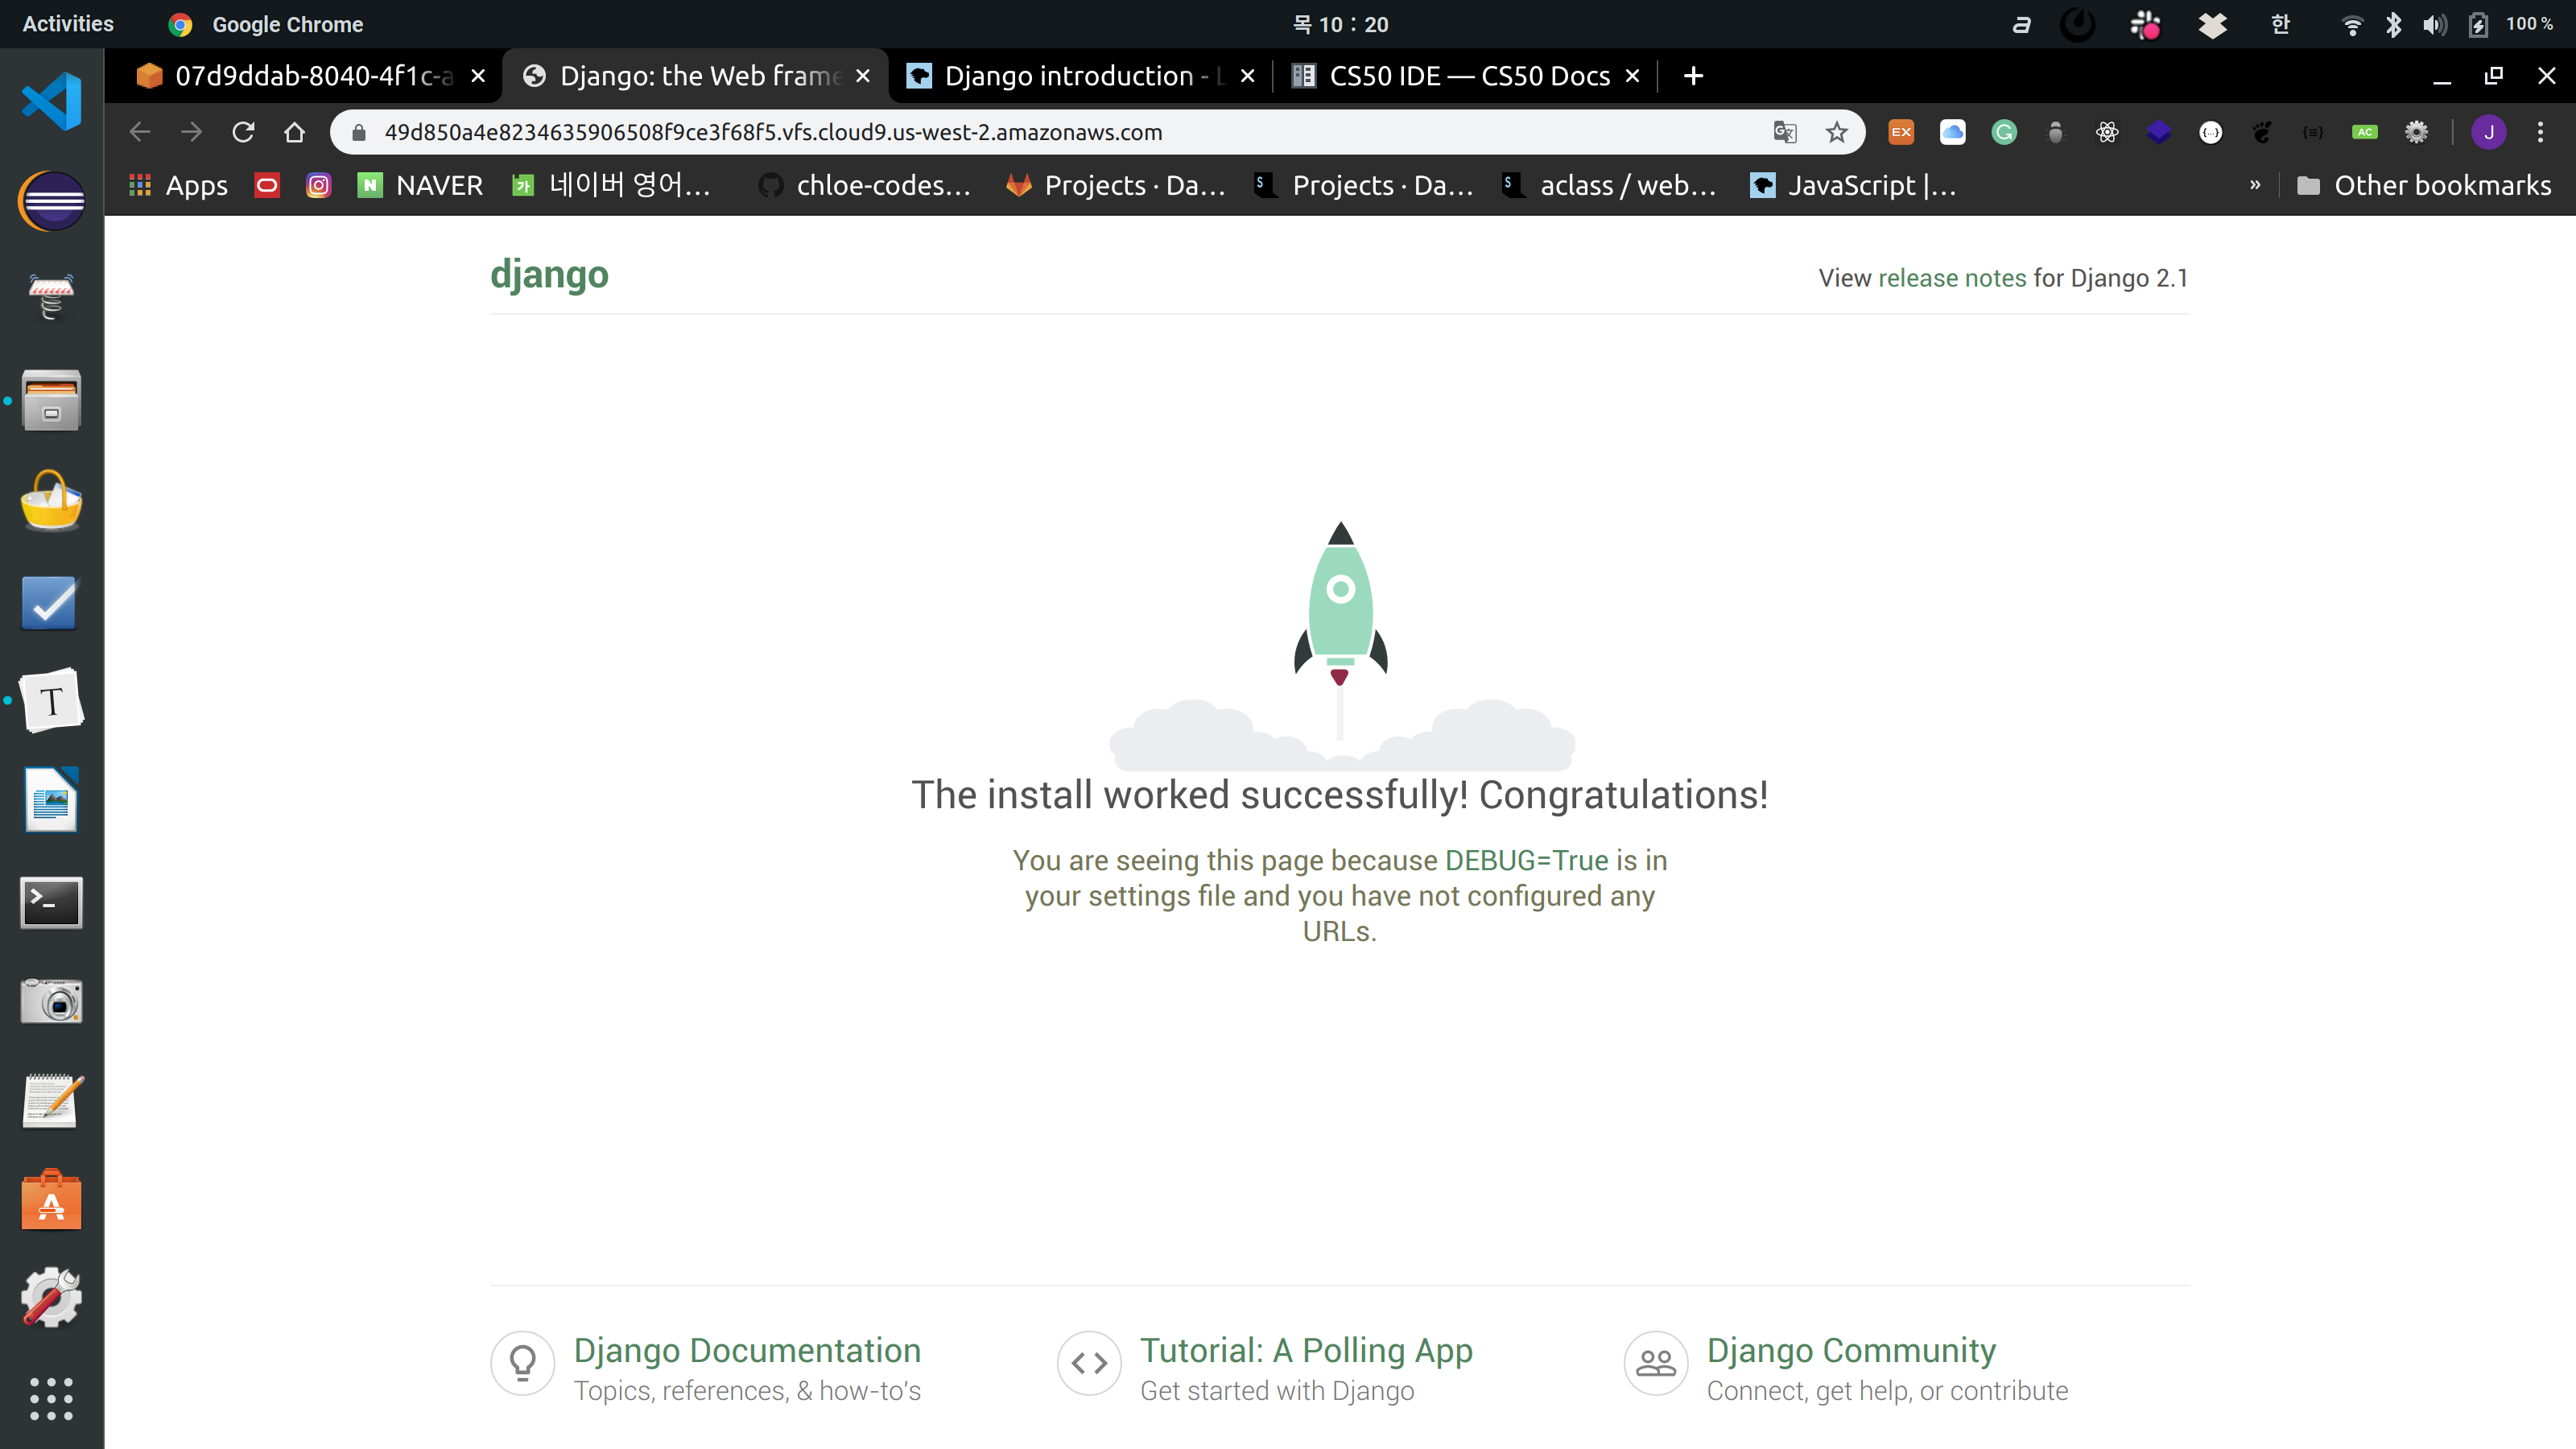 Activities
Google Chrome
목 10 : 20
a
한
100 %
07d9ddab-8040-4f1c-a
Django: the Web frame
Django introduction - L
CS50 IDE — CS50 Docs
49d850a4e8234635906508f9ce3f68f5.vfs.cloud9.us-west-2.amazonaws.com
EX
AC
J
Apps
N NAVER
가 네이버 영어...
chloe-codes...
Projects · Da...
$ Projects · Da...
$ aclass / web...
JavaScript |...
»
Other bookmarks
django
View release notes for Django 2.1
The install worked successfully! Congratulations!
You are seeing this page because DEBUG=True is in
your settings file and you have not configured any
URLs.
T
Django Documentation
Topics, references, & how-to's
Tutorial: A Polling App
Get started with Django
Django Community
Connect, get help, or contribute